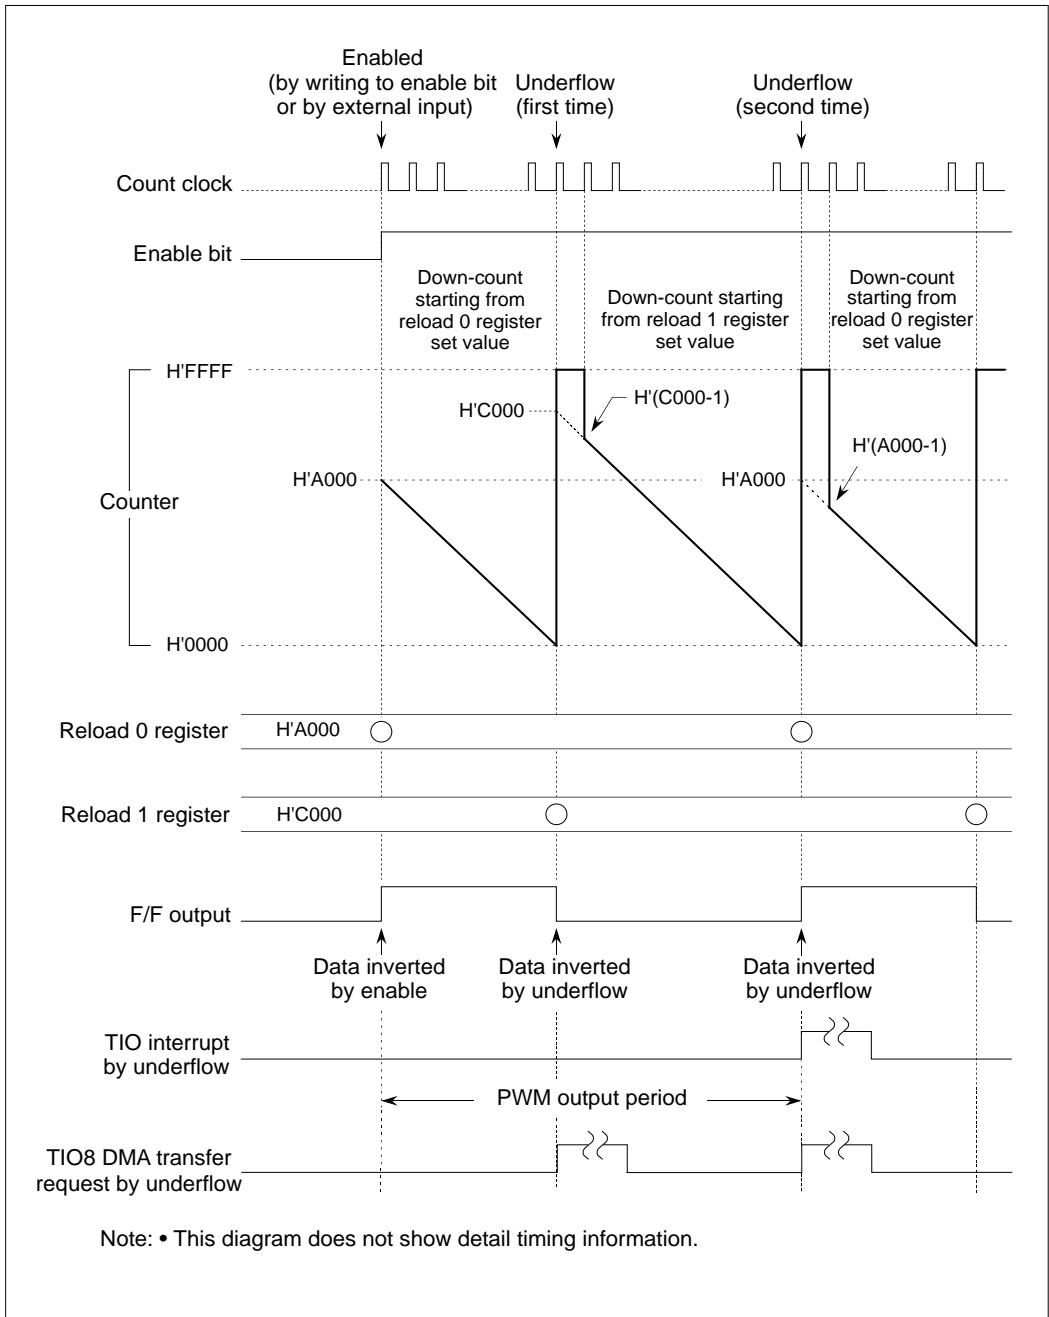 Enabled
(by writing to enable bit
or by external input)
Underflow
(first time)
Underflow
(second time)
Count clock
Enable bit
Down-count
starting from
reload 0 register
set value
Down-count starting
from reload 1 register
set value
Down-count
starting from
reload 0 register
set value
H'FFFF
H'C000
H'(C000-1)
H'A000
H'A000
H'(A000-1)
Counter
H'0000
Reload 0 register
H'A000
Reload 1 register
H'C000
F/F output
Data inverted
by enable
Data inverted
by underflow
Data inverted
by underflow
TIO interrupt
by underflow
PWM output period
TIO8 DMA transfer
request by underflow
Note: • This diagram does not show detail timing information.